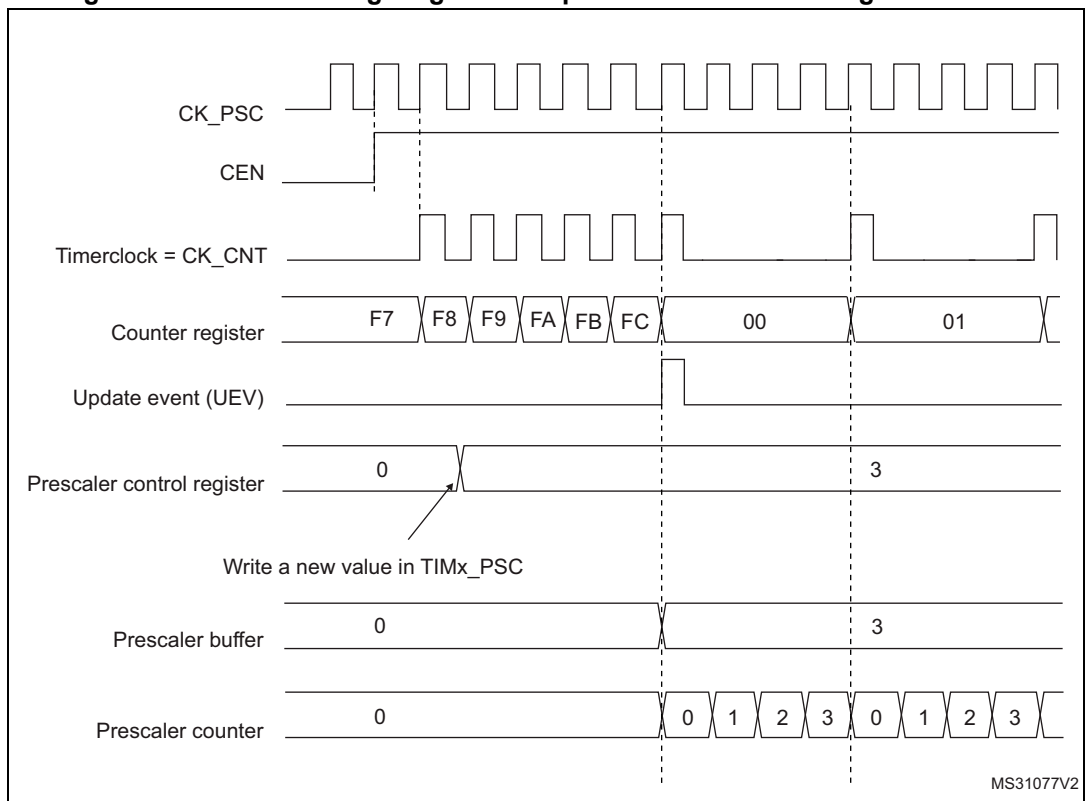 CK_PSC
CEN
Timerclock = CK_CNT
Counter register F7 F8 F9 FA FB FC 00 01
Update event (UEV)
Prescaler control register 0 3
Write a new value in TIMx_PSC
Prescaler buffer 0 3
Prescaler counter 0 0 1 2 3 0 1 2 3
MS31077V2